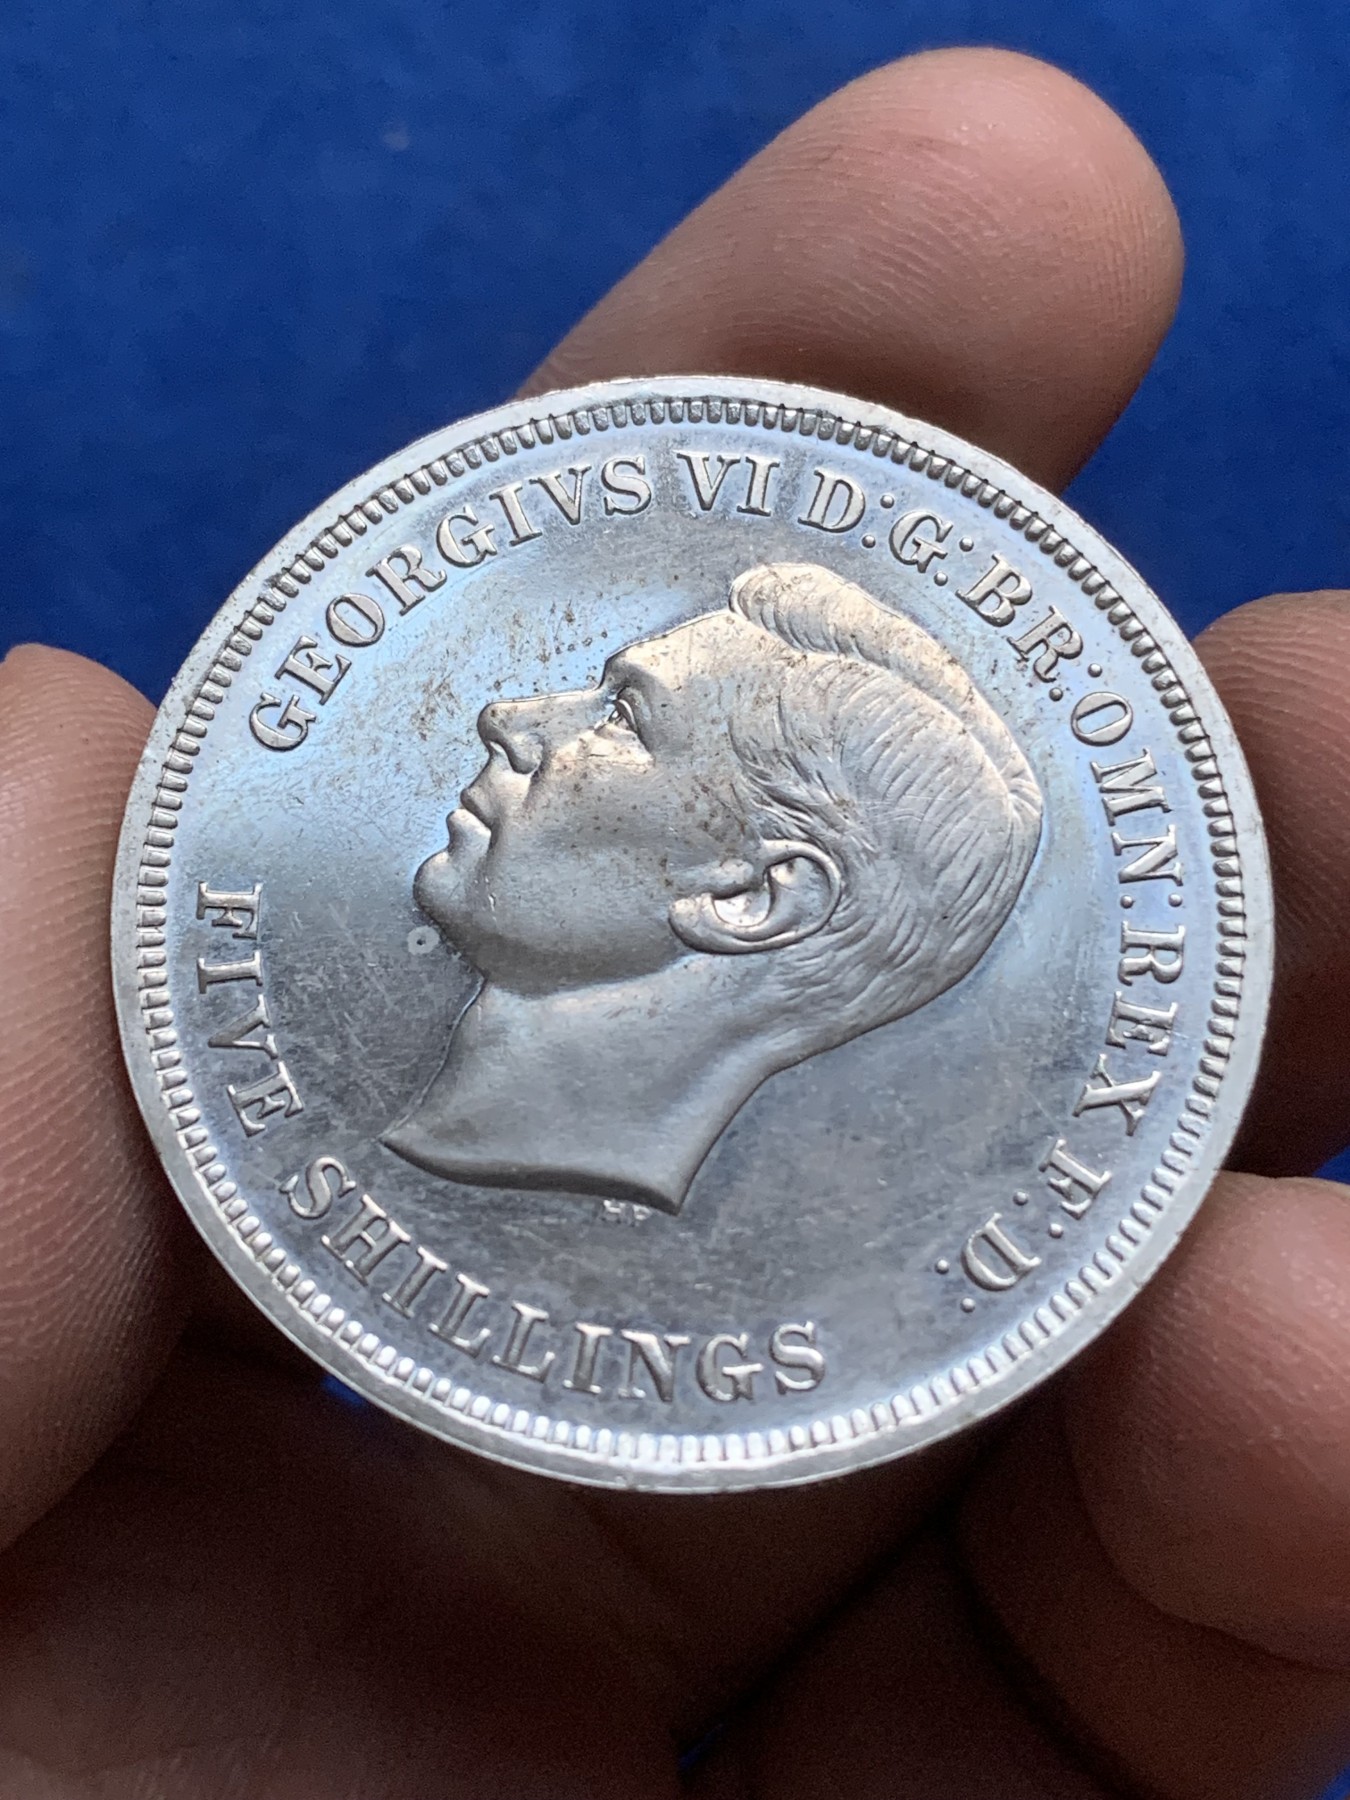 GEORGIVS VI D:G:BR:OMN:REX F:D:
FIVE SHILLINGS
HP